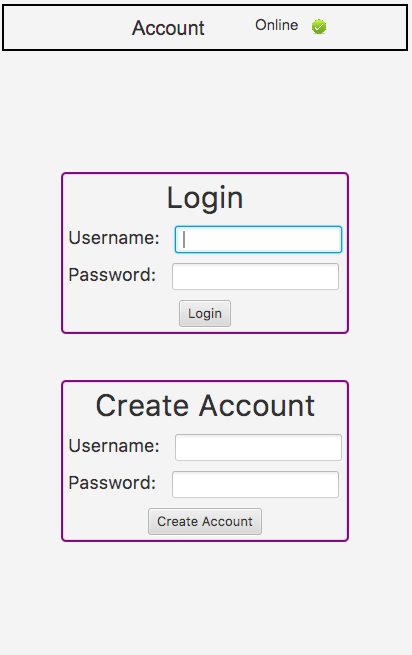 Account Online
Login
Username:
Password:
Login
Create Account
Username:
Password:
Create Account